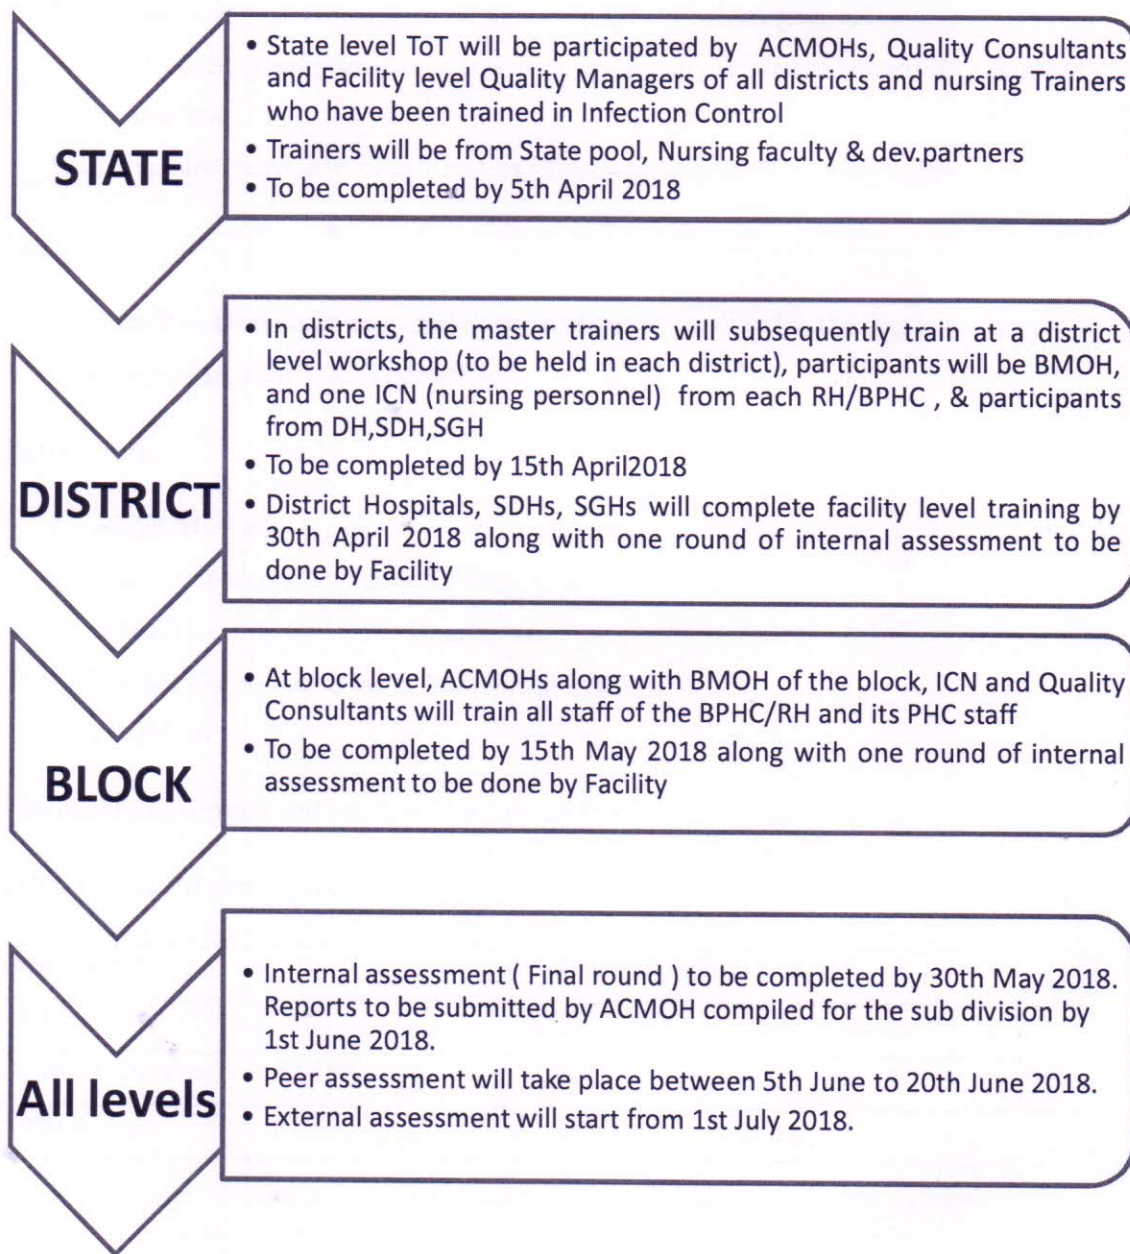 STATE
• State level ToT will be participated by ACMOHs, Quality Consultants
and Facility level Quality Managers of all districts and nursing Trainers
who have been trained in Infection Control
• Trainers will be from State pool, Nursing faculty & dev.partners
• To be completed by 5th April 2018
DISTRICT
• In districts, the master trainers will subsequently train at a district
level workshop (to be held in each district), participants will be BMOH,
and one ICN (nursing personnel) from each RH/BPHC , & participants
from DH,SDH,SGH
• To be completed by 15th April2018
• District Hospitals, SDHs, SGHs will complete facility level training by
30th April 2018 along with one round of internal assessment to be
done by Facility
BLOCK
• At block level, ACMOHs along with BMOH of the block, ICN and Quality
Consultants will train all staff of the BPHC/RH and its PHC staff
• To be completed by 15th May 2018 along with one round of internal
assessment to be done by Facility
All levels
• Internal assessment ( Final round ) to be completed by 30th May 2018.
Reports to be submitted by ACMOH compiled for the sub division by
1st June 2018.
• Peer assessment will take place between 5th June to 20th June 2018.
• External assessment will start from 1st July 2018.